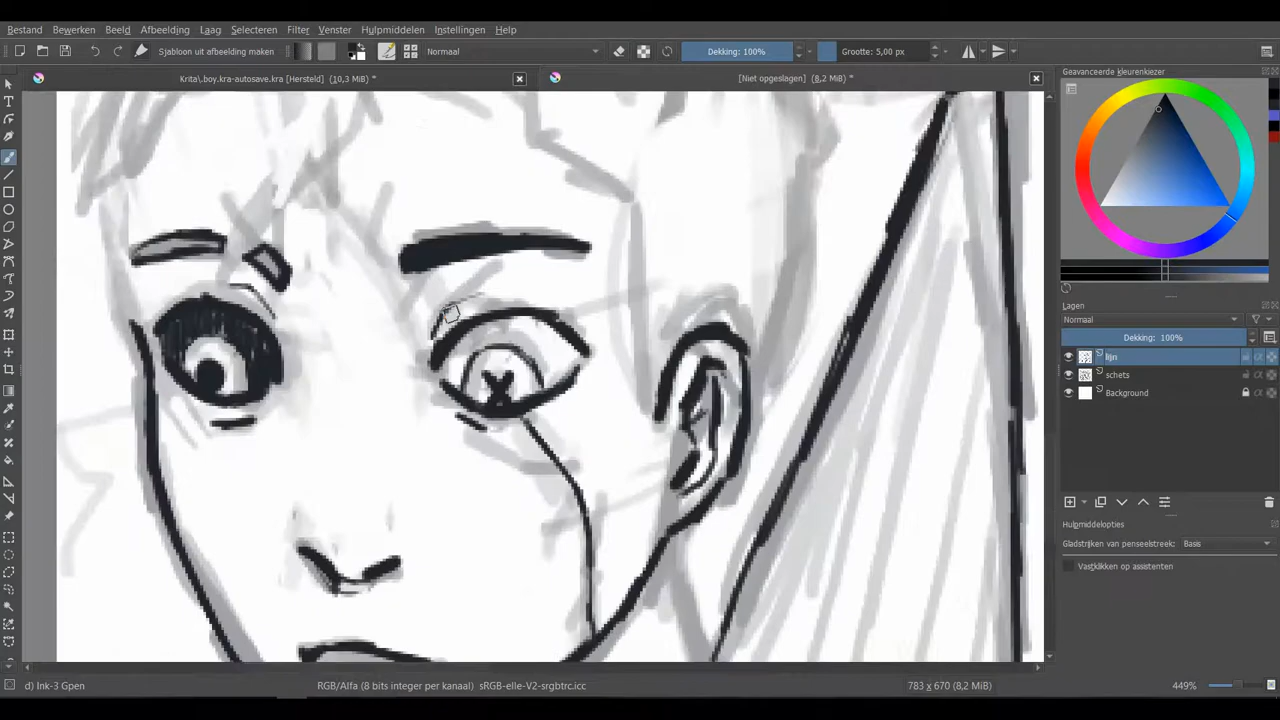 Bestand Bewerken Beeld Afbeelding Selecteren Filter Venster Laag Hulpmiddelen Instellingen Help
Sjabloon uit afbeelding maken Normaal Dekking: 100% Grootte: 5,00 px
Krita\.boy.kra-autosave.kra [Hersteld] (10,3 MiB) * [Niet opgeslagen] (8,2 MiB) *
Geavanceerde kleurenkiezer
Lagen
Normaal
Dekking: 100%
lijn
schets
Background
Hulpmiddelopties
Gladstrijken van penseelstreek: Basis
Vastklikken op assistenten
d) Ink-3 Gpen RGB/Alfa (8 bits integer per kanaal) sRGB-elle-V2-srgbtrc.icc 783 x 670 (8,2 MiB) 449%